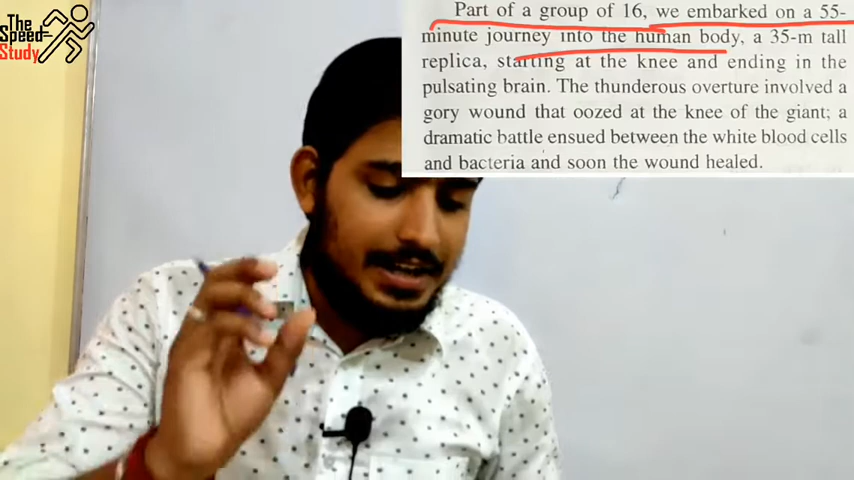 The
Speed
Study
Part of a group of 16, we embarked on a 55-
minute journey into the human body, a 35-m tall
replica, starting at the knee and ending in the
pulsating brain. The thunderous overture involved a
gory wound that oozed at the knee of the giant; a
dramatic battle ensued between the white blood cells
and bacteria and soon the wound healed.